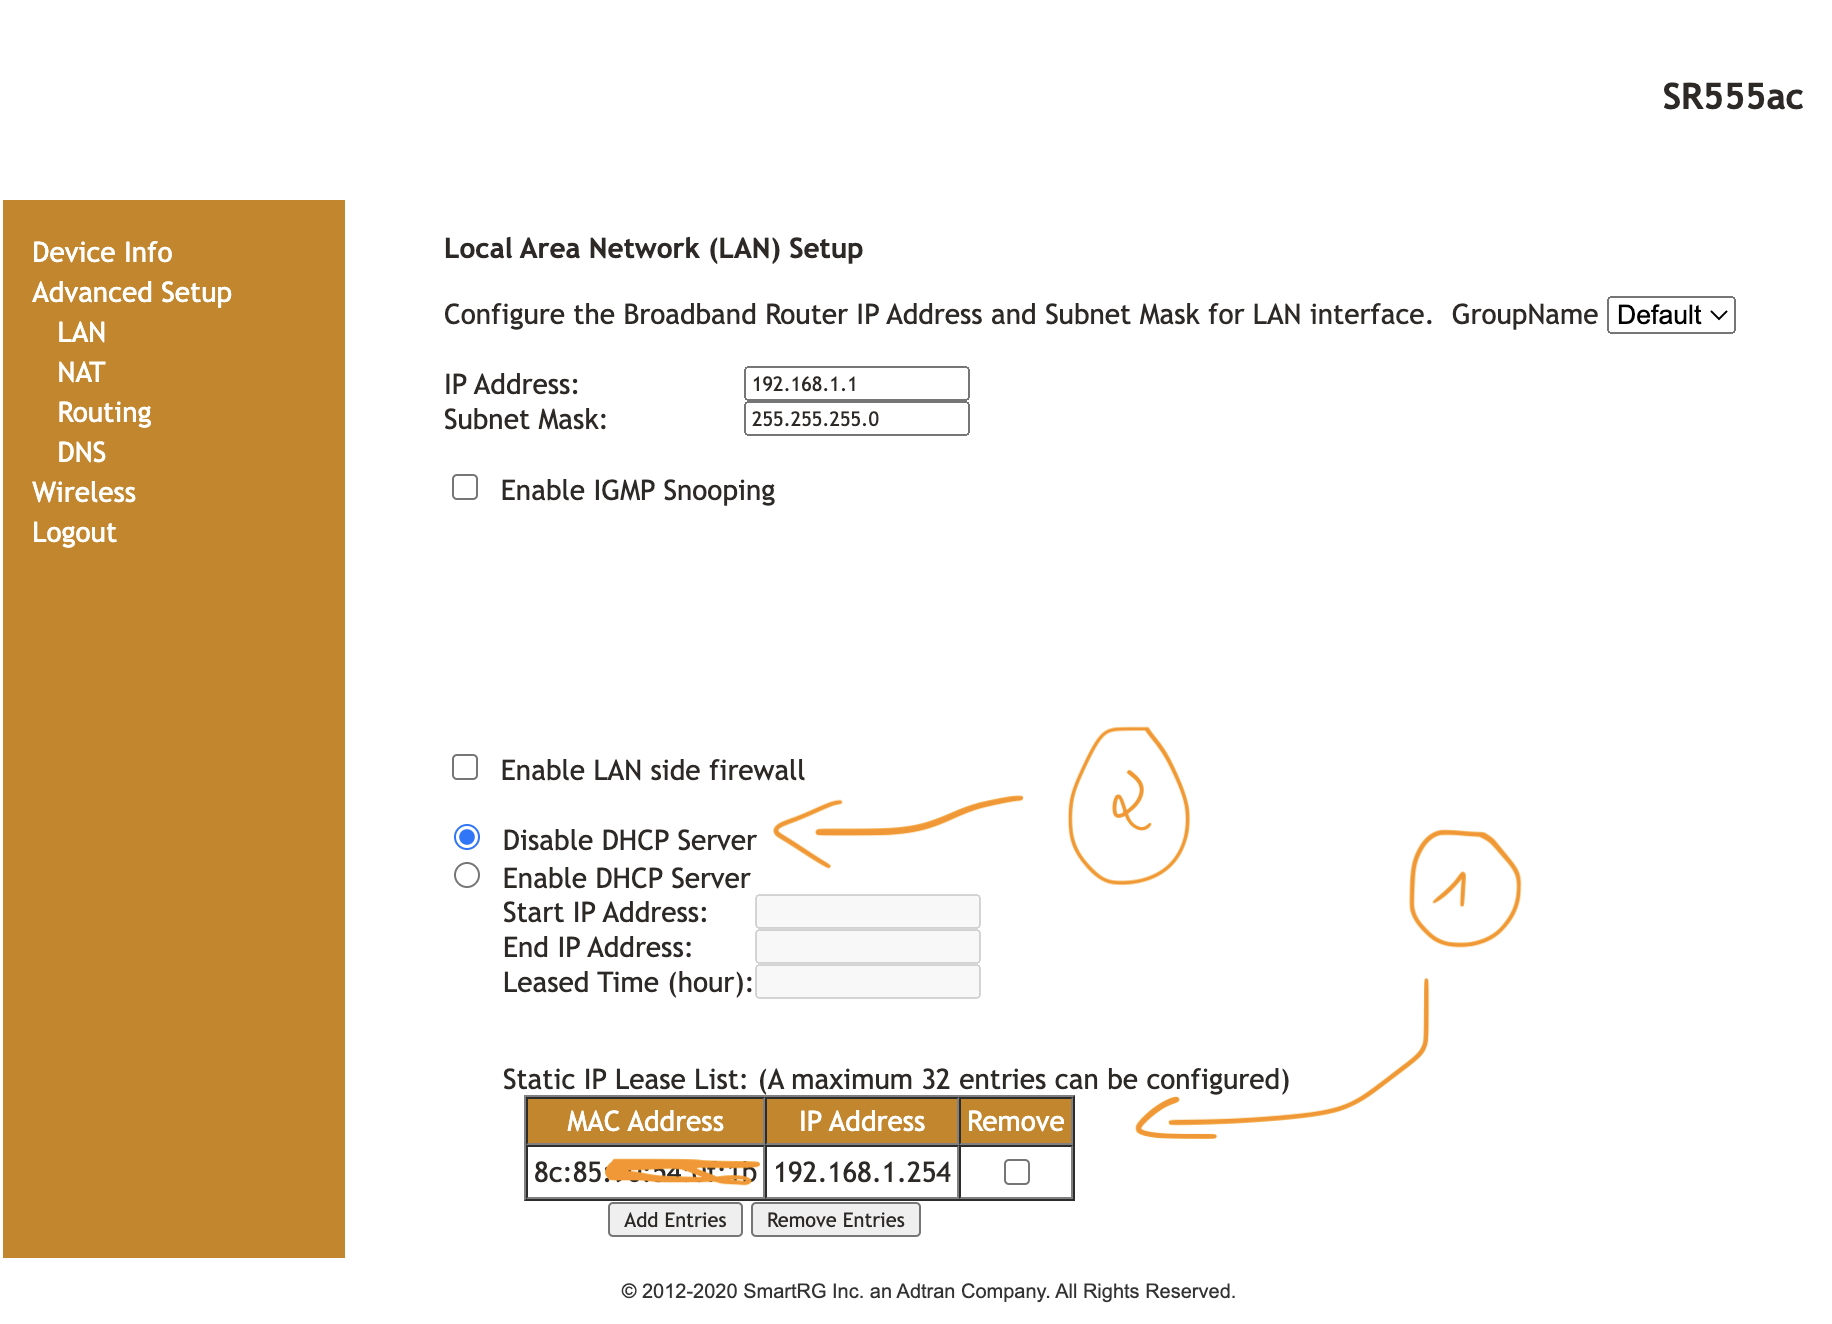 SR555ac
Device Info
Advanced Setup
LAN
NAT
Routing
DNS
Wireless
Logout
Local Area Network (LAN) Setup
Configure the Broadband Router IP Address and Subnet Mask for LAN interface. GroupName Default
IP Address: 192.168.1.1
Subnet Mask: 255.255.255.0
Enable IGMP Snooping
Enable LAN side firewall
2
Disable DHCP Server
Enable DHCP Server
1
Start IP Address:
End IP Address:
Leased Time (hour):
Static IP Lease List: (A maximum 32 entries can be configured)
MAC Address IP Address Remove
8c:85: 192.168.1.254
Add Entries Remove Entries
© 2012-2020 SmartRG Inc. an Adtran Company. All Rights Reserved.